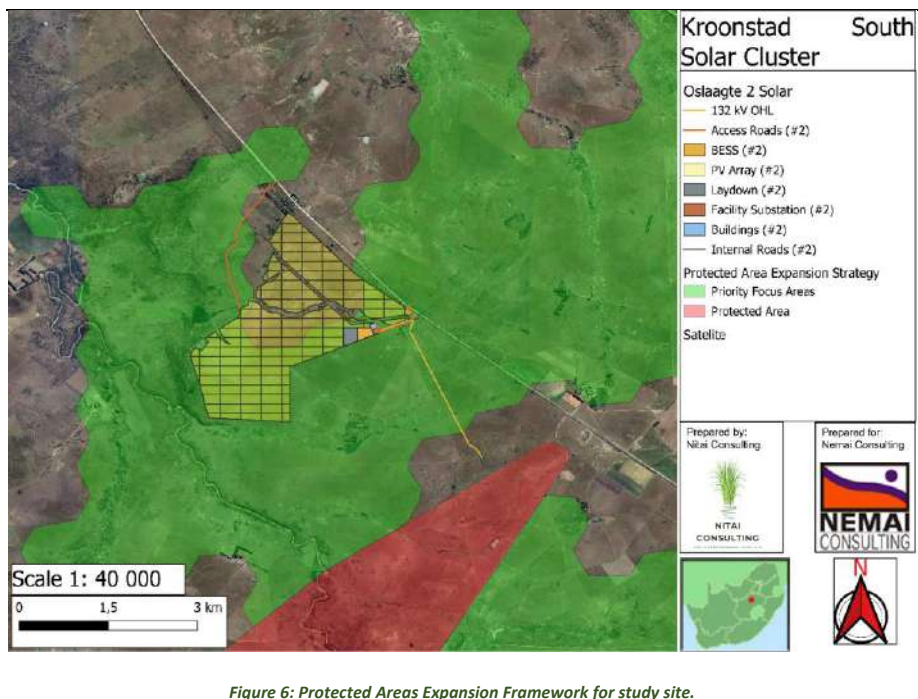 Kroonstad South
Solar Cluster
Oslaagte 2 Solar
132 kV OHL
Access Roads (#2)
BESS (#2)
PV Array (#2)
Laydown (#2)
Facility Substation (#2)
Buildings (#2)
Internal Roads (#2)
Protected Area Expansion Strategy
Priority Focus Areas
Protected Area
Satelite
Prepared by:
Nitai Consulting
NITAI
CONSULTING
Prepared for:
Nemai Consulting
NEMAI
CONSULTING
N
Scale 1: 40 000
0 1,5 3 km
Figure 6: Protected Areas Expansion Framework for study site.